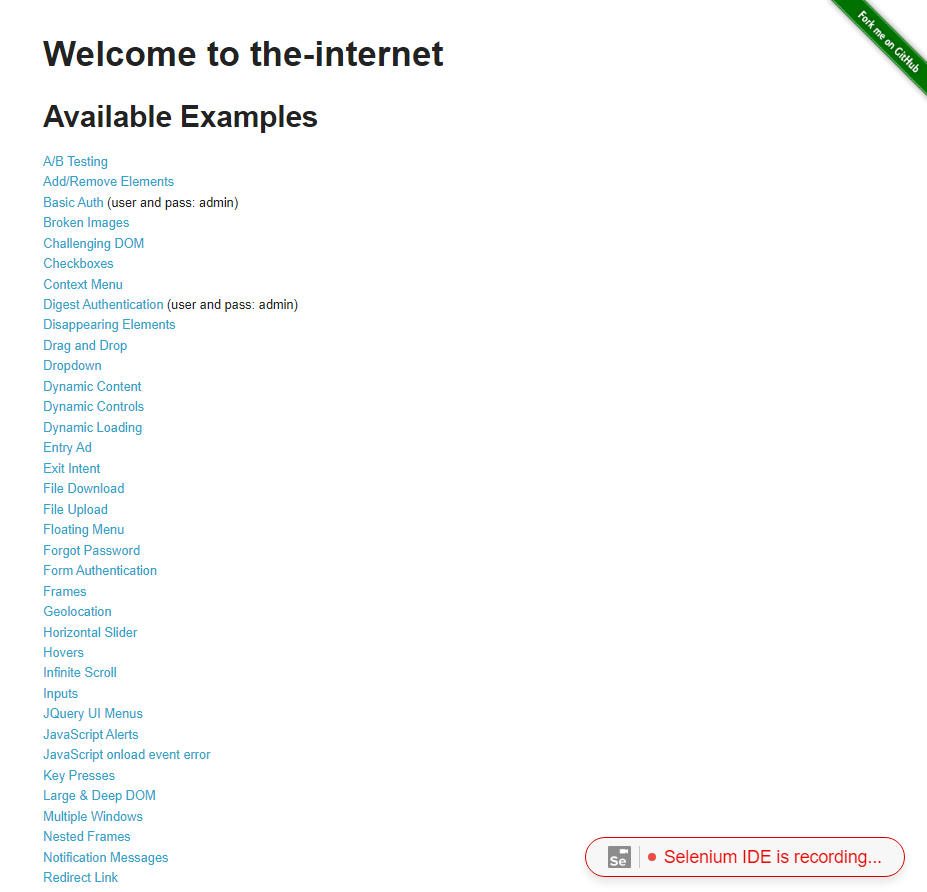 Fork me on GitHub
Welcome to the-internet
Available Examples
A/B Testing
Add/Remove Elements
Basic Auth (user and pass: admin)
Broken Images
Challenging DOM
Checkboxes
Context Menu
Digest Authentication (user and pass: admin)
Disappearing Elements
Drag and Drop
Dropdown
Dynamic Content
Dynamic Controls
Dynamic Loading
Entry Ad
Exit Intent
File Download
File Upload
Floating Menu
Forgot Password
Form Authentication
Frames
Geolocation
Horizontal Slider
Hovers
Infinite Scroll
Inputs
JQuery UI Menus
JavaScript Alerts
JavaScript onload event error
Key Presses
Large & Deep DOM
Multiple Windows
Nested Frames
Notification Messages
Redirect Link
Se Selenium IDE is recording...